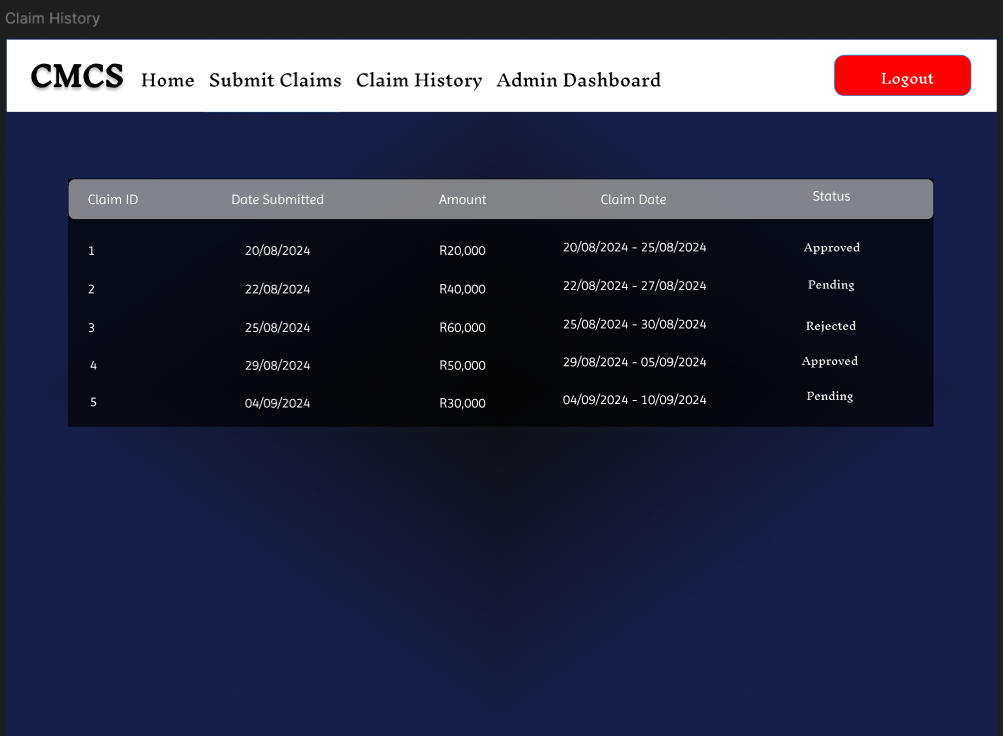 Claim History
CMCS Home Submit Claims Claim History Admin Dashboard Logout
Claim ID Date Submitted Amount Claim Date Status
1 20/08/2024 R20,000 20/08/2024 - 25/08/2024 Approved
2 22/08/2024 R40,000 22/08/2024 - 27/08/2024 Pending
3 25/08/2024 R60,000 25/08/2024 - 30/08/2024 Rejected
4 29/08/2024 R50,000 29/08/2024 - 05/09/2024 Approved
5 04/09/2024 R30,000 04/09/2024 - 10/09/2024 Pending